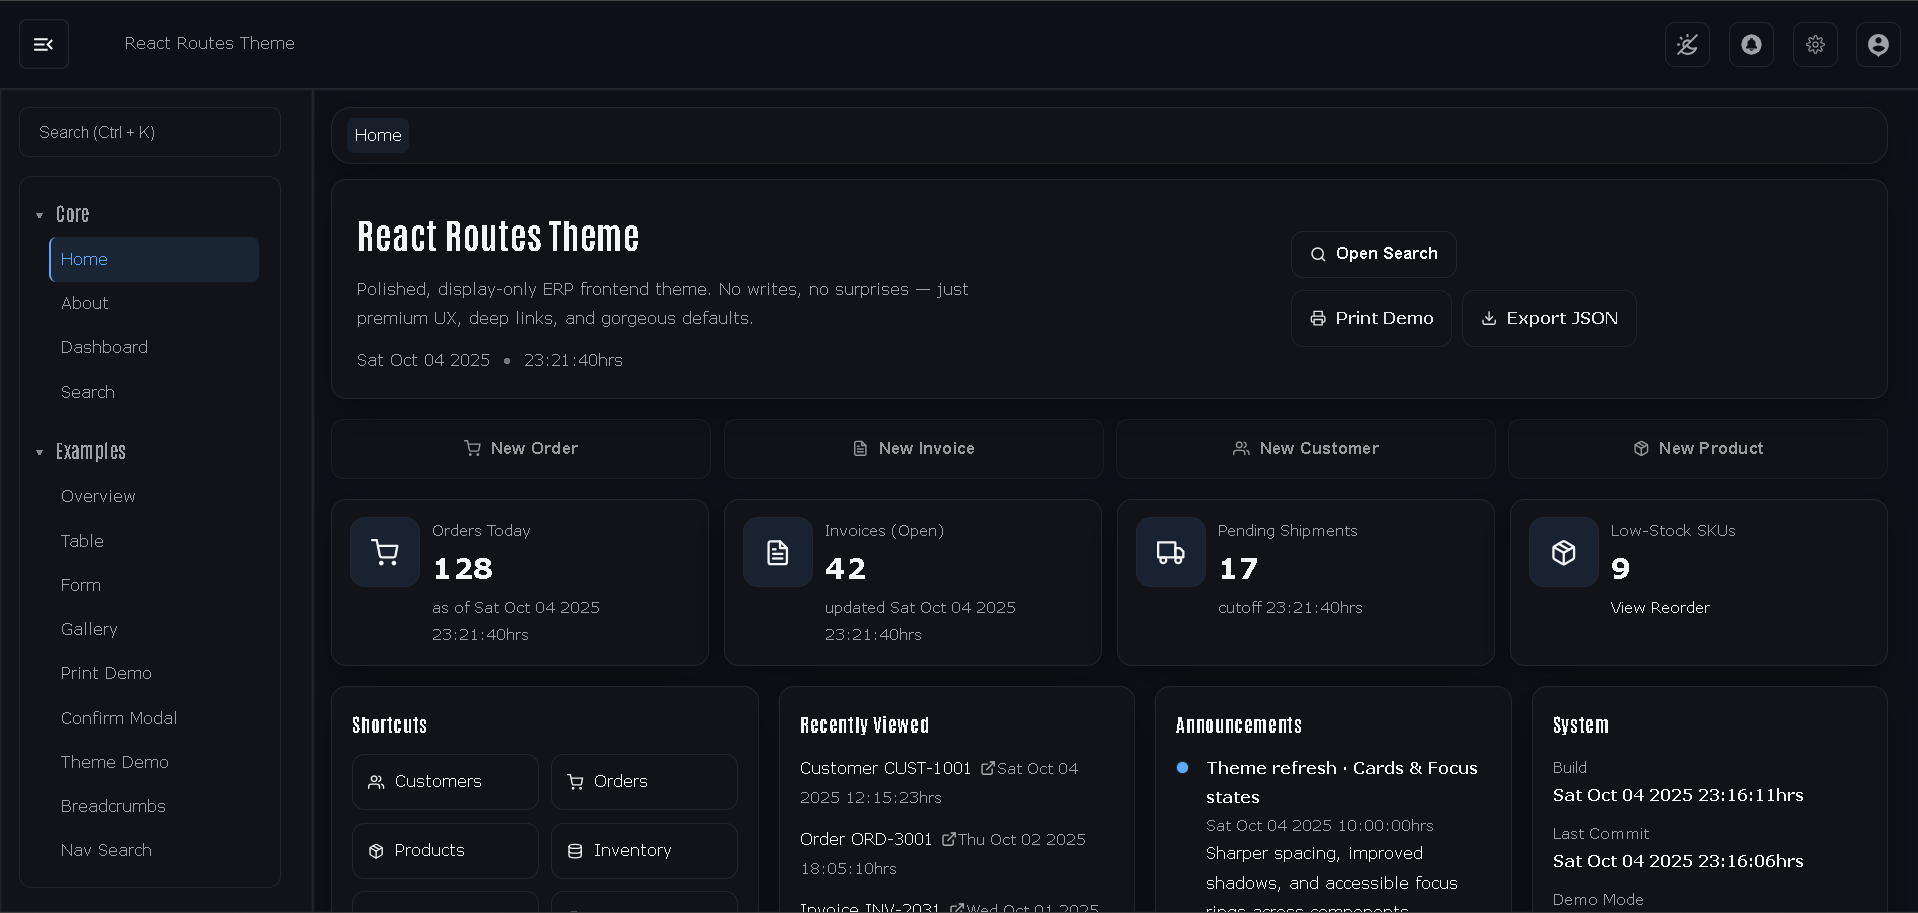 React Routes Theme
Search (Ctrl + K)
Core
Home
About
Dashboard
Search
Examples
Overview
Table
Form
Gallery
Print Demo
Confirm Modal
Theme Demo
Breadcrumbs
Nav Search
Home
React Routes Theme
Polished, display-only ERP frontend theme. No writes, no surprises — just
premium UX, deep links, and gorgeous defaults.
Sat Oct 04 2025 • 23:21:40hrs
Open Search
Print Demo
Export JSON
New Order
New Invoice
New Customer
New Product
Orders Today
128
as of Sat Oct 04 2025
23:21:40hrs
Invoices (Open)
42
updated Sat Oct 04 2025
23:21:40hrs
Pending Shipments
17
cutoff 23:21:40hrs
Low-Stock SKUs
9
View Reorder
Shortcuts
Customers
Orders
Products
Inventory
Recently Viewed
Customer CUST-1001 Sat Oct 04
2025 12:15:23hrs
Order ORD-3001 Thu Oct 02 2025
18:05:10hrs
Invoice INV-2031 Wed Oct 01 2025
Announcements
Theme refresh · Cards & Focus
states
Sat Oct 04 2025 10:00:00hrs
Sharper spacing, improved
shadows, and accessible focus
rings across components.
System
Build
Sat Oct 04 2025 23:16:11hrs
Last Commit
Sat Oct 04 2025 23:16:06hrs
Demo Mode